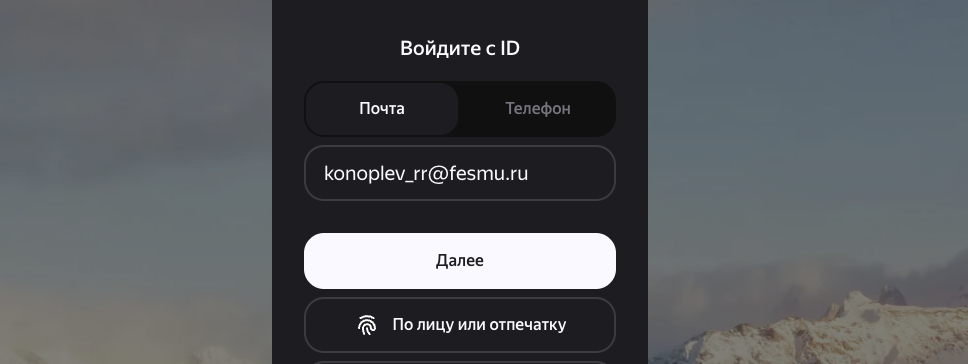 Войдите с ID
Почта
Телефон
konoplev_rr@fesmu.ru
Далее
По лицу или отпечатку